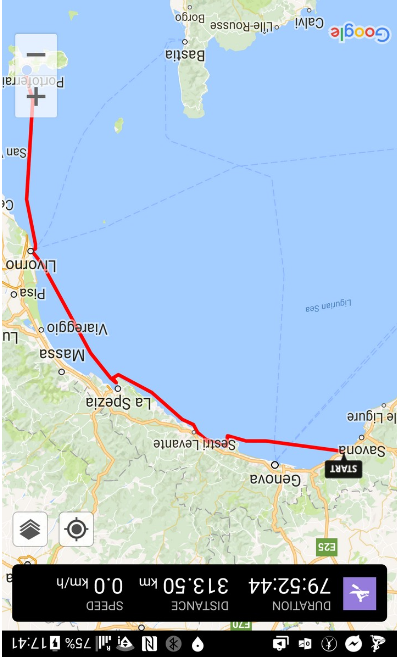 75% 17:41
DURATION DISTANCE SPEED
79:52:44 313.50 km 0.0 km/h
E70
E25
Genova
START
Savona
Sestri Levante
le Ligure
La Spezia
Massa
Viareggio
Lu
Ligurian Sea
Pisa
Livorno
Ce
San V
+
Portoferrai
Bastia
−
Google
Calvi
L'Île-Rousse
Borgo